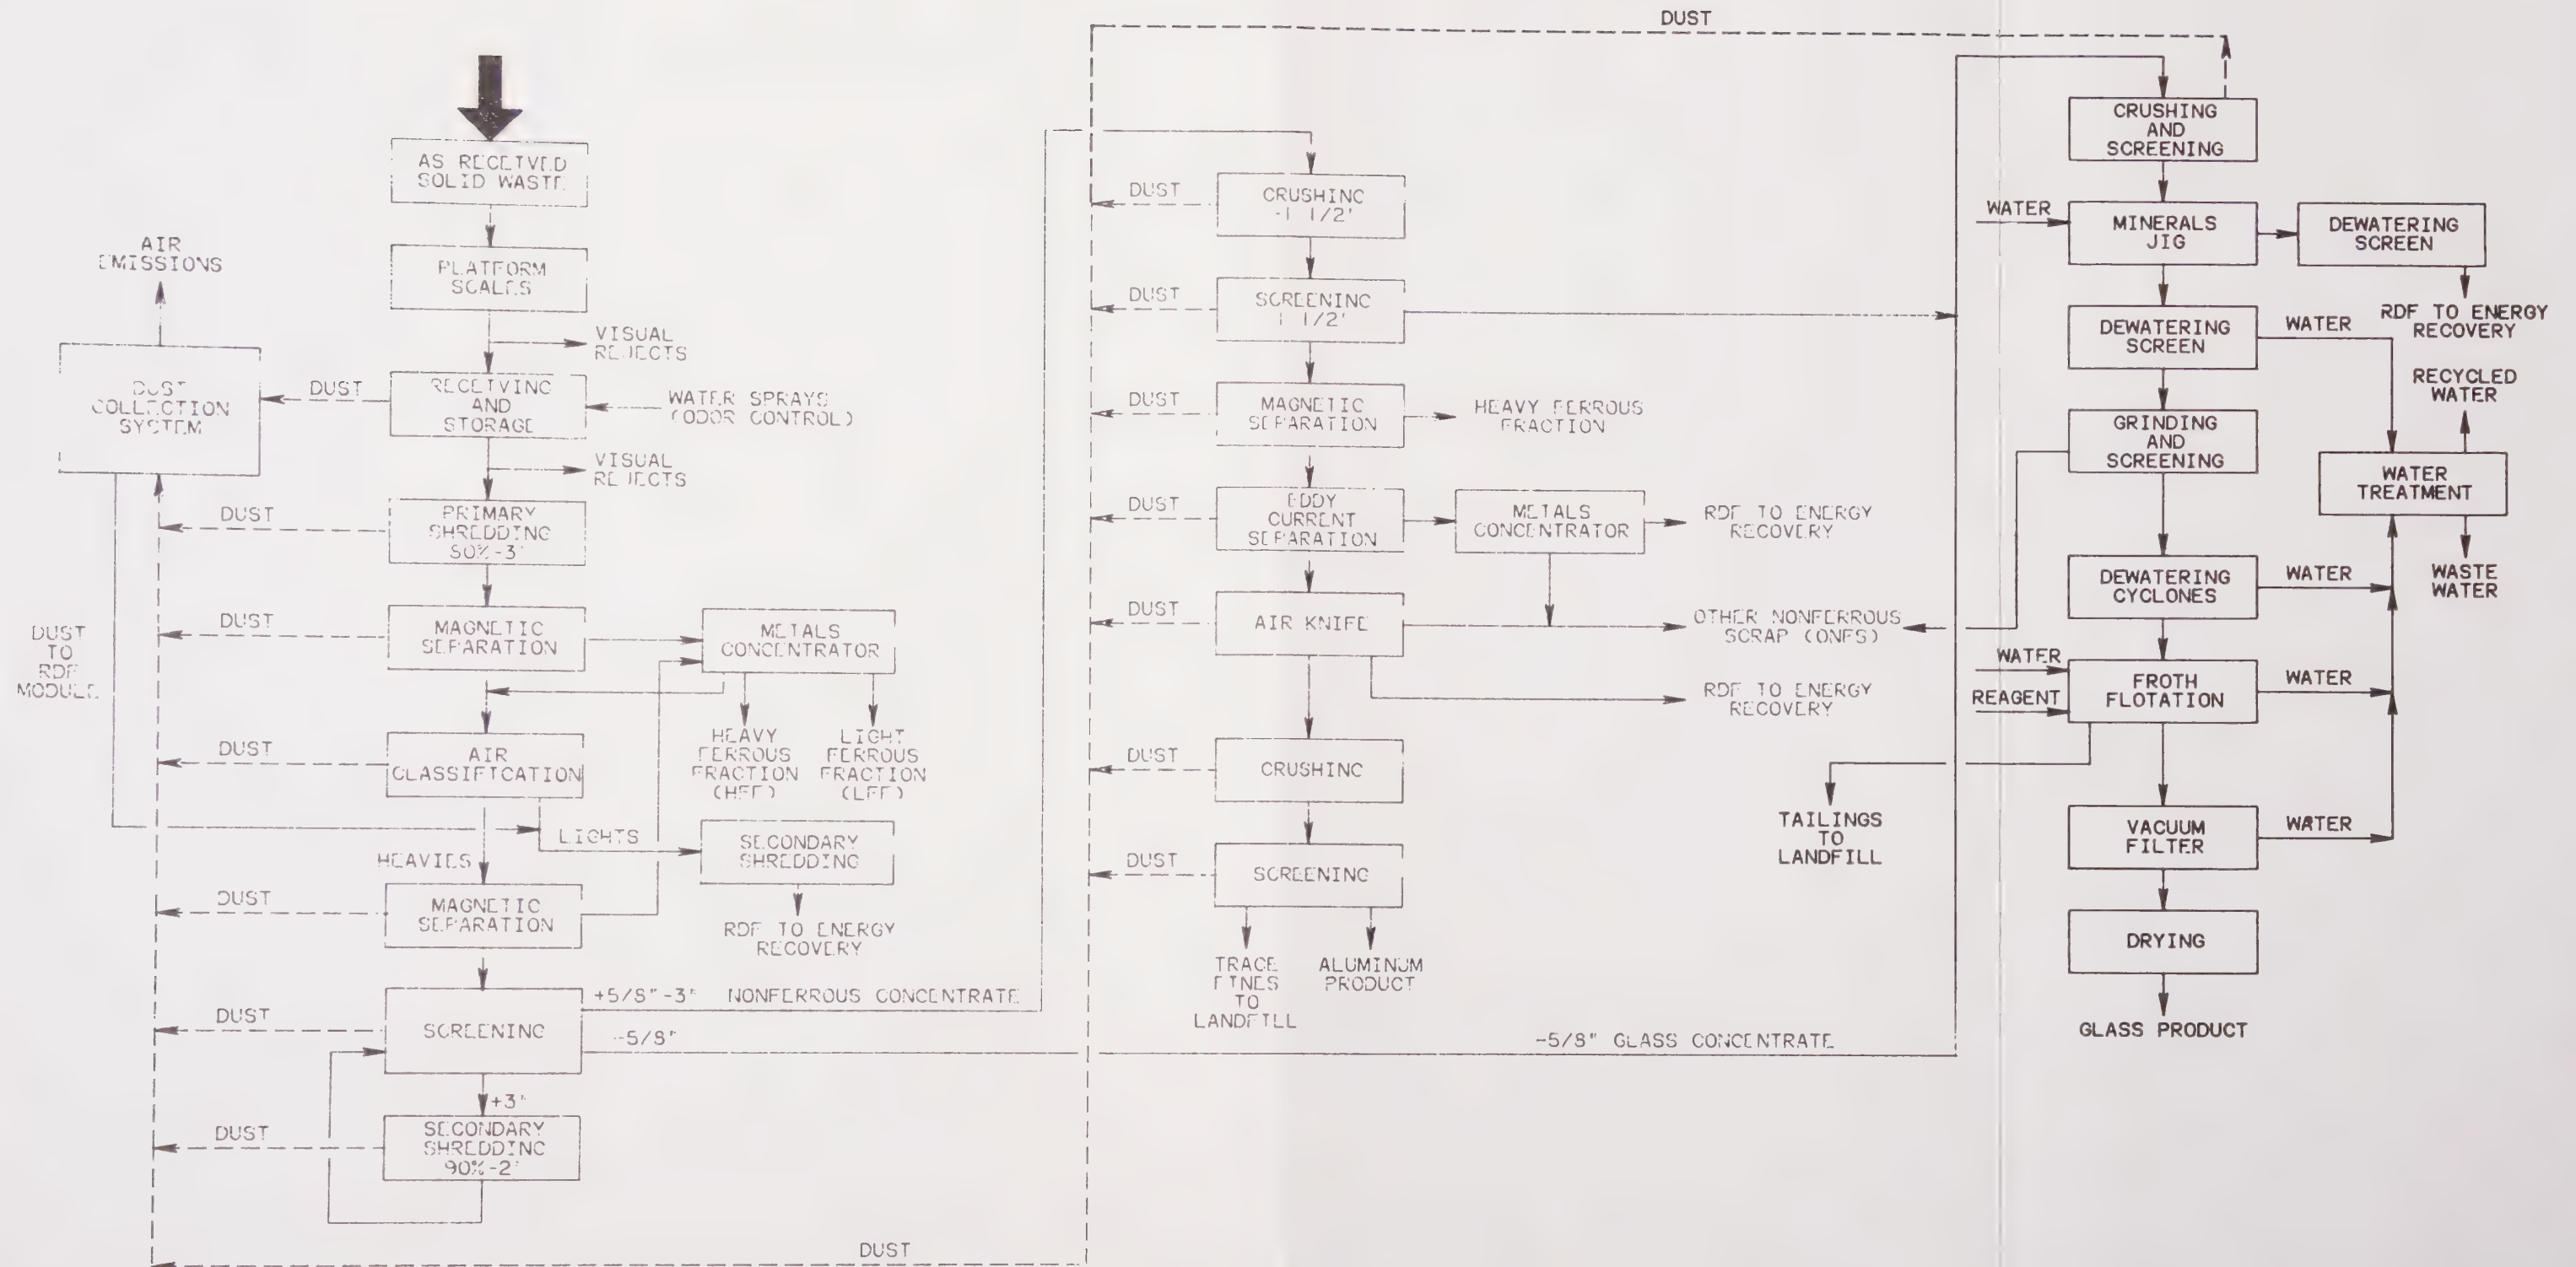 DUST
AS RECEIVED
SOLID WASTE
PLATFORM
SCALES
VISUAL
REJECTS
AIR
EMISSIONS
DUST
COLLECTION
SYSTEM
DUST
RECEIVING
AND
STORAGE
WATER SPRAYS
(ODOR CONTROL)
VISUAL
REJECTS
DUST
PRIMARY
SHREDDING
DUST
TO
RDF
MODULE
DUST
MAGNETIC
SEPARATION
METALS
CONCENTRATOR
HEAVY
FERROUS
FRACTION
(HFF)
LIGHT
FERROUS
FRACTION
(LFF)
DUST
AIR
CLASSIFICATION
LIGHTS
HEAVIES
SECONDARY
SHREDDING
RDF TO ENERGY
RECOVERY
DUST
MAGNETIC
SEPARATION
DUST
SCREENING
+5/8"-3" NONFERROUS CONCENTRATE
-5/8"
+3"
DUST
SECONDARY
SHREDDING
90%-2"
DUST
DUST
CRUSHING
-1 1/2"
DUST
SCREENING
1 1/2"
DUST
MAGNETIC
SEPARATION
HEAVY FERROUS
FRACTION
DUST
EDDY
CURRENT
SEPARATION
METALS
CONCENTRATOR
RDF TO ENERGY
RECOVERY
DUST
AIR KNIFE
OTHER NONFERROUS
SCRAP (ONFS)
RDF TO ENERGY
RECOVERY
DUST
CRUSHING
DUST
SCREENING
TRACE
FINES
TO
LANDFILL
ALUMINUM
PRODUCT
-5/8" GLASS CONCENTRATE
CRUSHING
AND
SCREENING
WATER
MINERALS
JIG
DEWATERING
SCREEN
RDF TO ENERGY
RECOVERY
DEWATERING
SCREEN
WATER
RECYCLED
WATER
GRINDING
AND
SCREENING
WATER
TREATMENT
WASTE
WATER
DEWATERING
CYCLONES
WATER
WATER
REAGENT
FROTH
FLOTATION
WATER
TAILINGS
TO
LANDFILL
VACUUM
FILTER
WATER
DRYING
GLASS PRODUCT